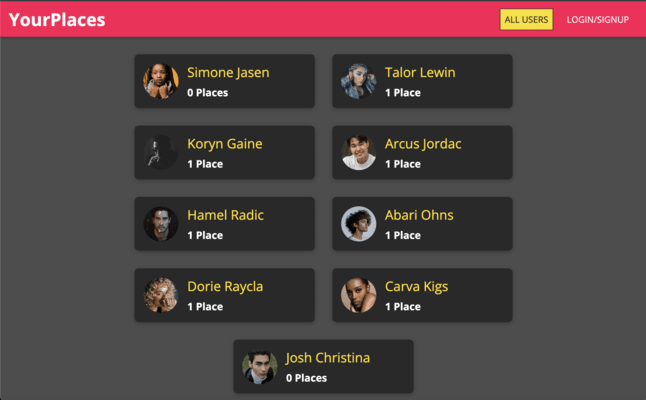 YourPlaces
ALL USERS
LOGIN/SIGNUP
Simone Jasen
0 Places
Talor Lewin
1 Place
Koryn Gaine
1 Place
Arcus Jordac
1 Place
Hamel Radic
1 Place
Abari Ohns
1 Place
Dorie Raycla
1 Place
Carva Kigs
1 Place
Josh Christina
0 Places